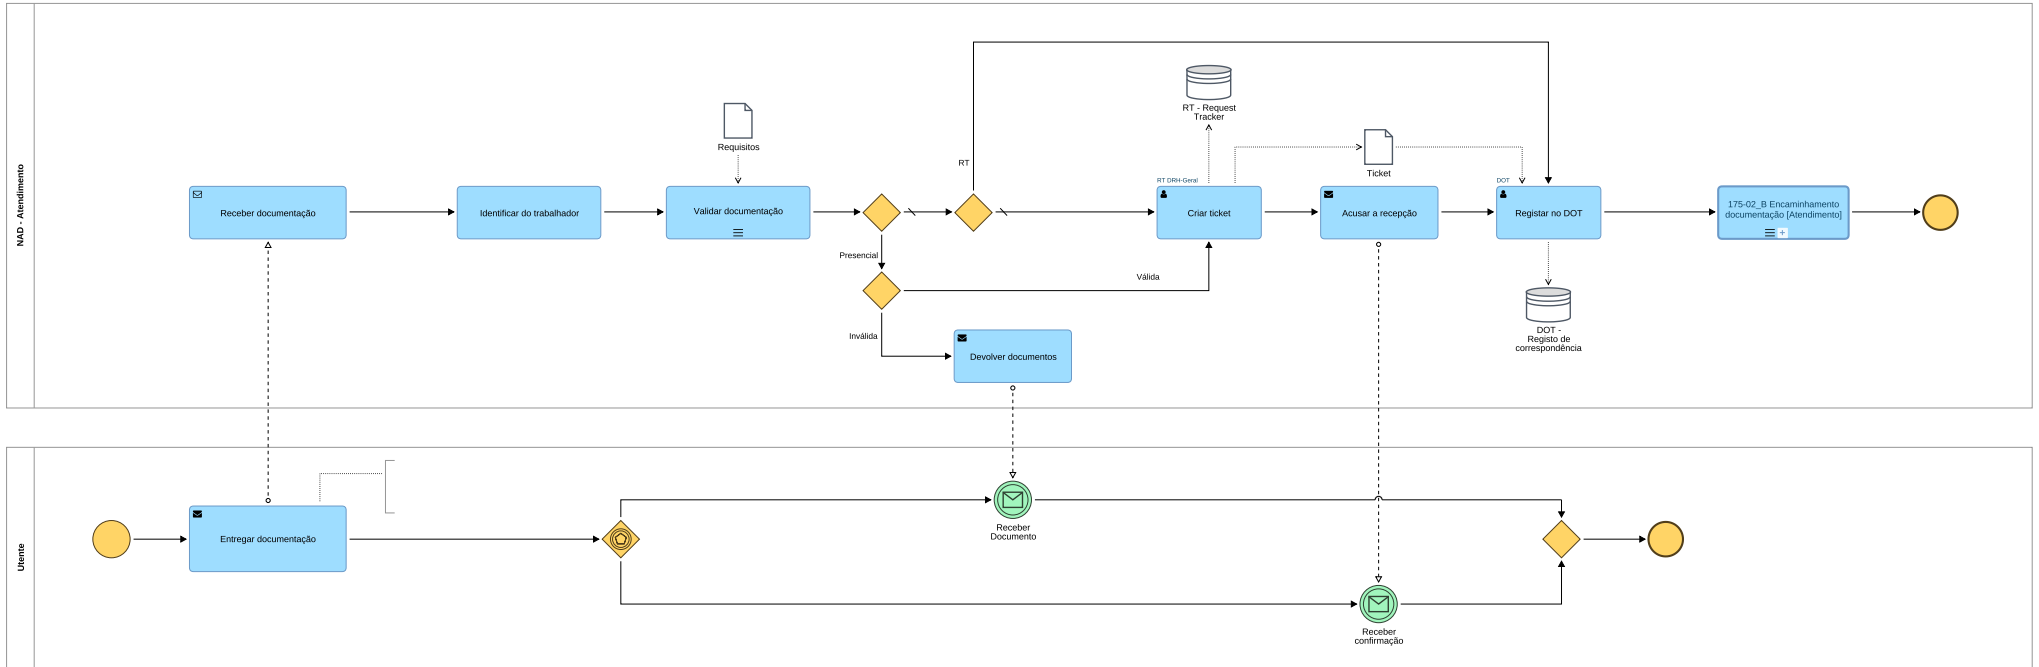 NAD - Atendimento
Receber documentação
Identificar do trabalhador
Requisitos
Validar documentação
Presencial
RT
Válida
Inválida
Devolver documentos
RT - Request
Tracker
RT DRH-Geral
Criar ticket
Ticket
Acusar a recepção
DOT
Registar no DOT
DOT -
Registo de
correspondência
175-02_B Encaminhamento
documentação [Atendimento]
Utente
Entregar documentação
Receber
Documento
Receber
confirmação